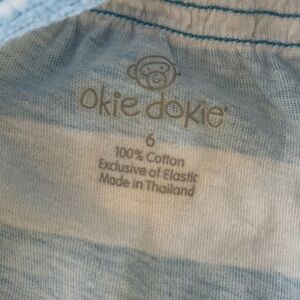 Okie dokie®
6
100% Cotton
Exclusive of Elastic
Made in Thailand